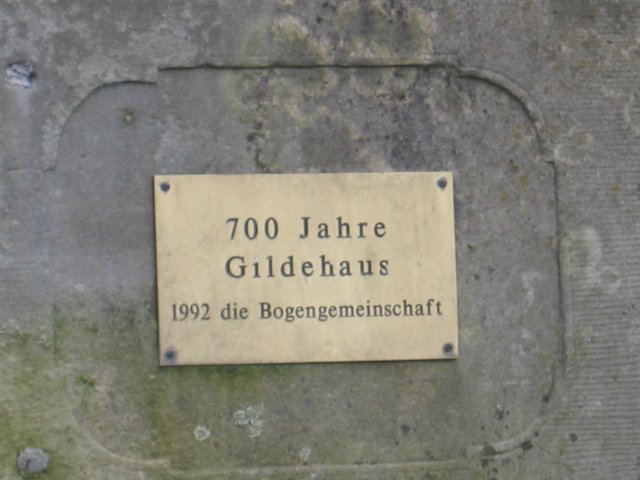 700 Jahre
Gildehaus
1992 die Bogengemeinschaft